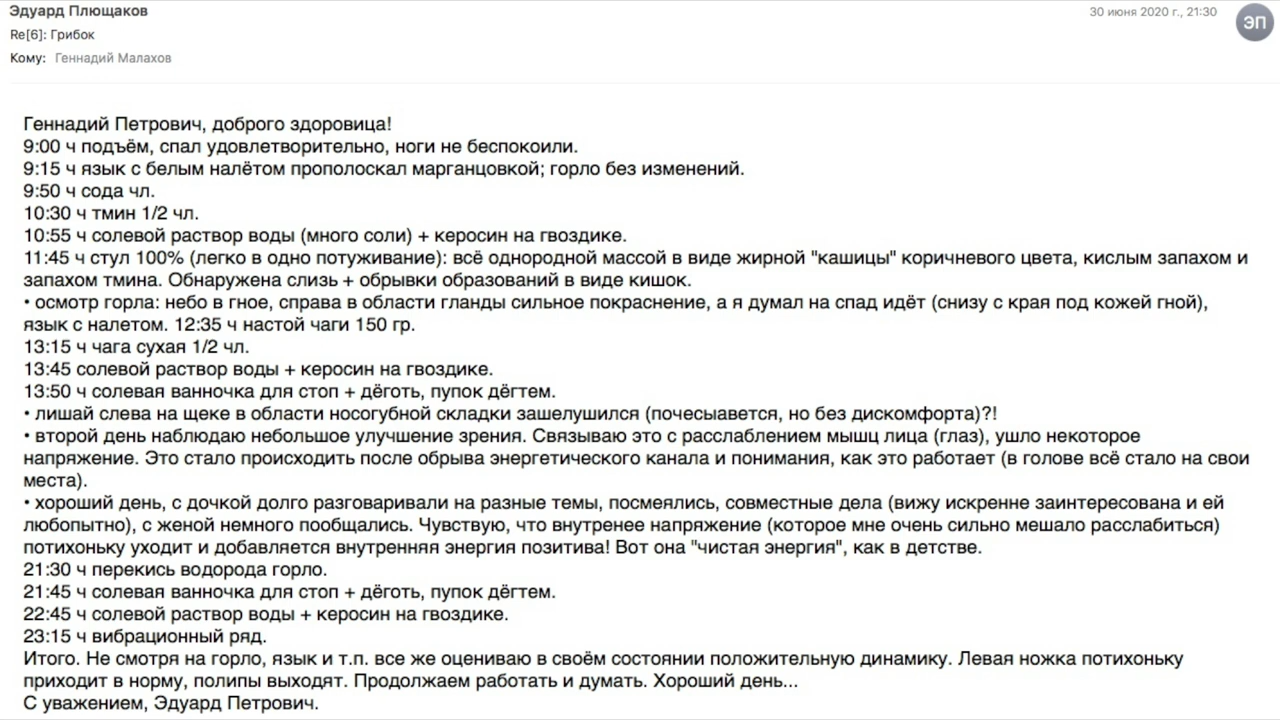 Эдуард Плющаков
30 июня 2020 г., 21:30
ЭП
Re[6]: Грибок
Кому: Геннадий Малахов
Геннадий Петрович, доброго здоровица!
9:00 ч подъём, спал удовлетворительно, ноги не беспокоили.
9:15 ч язык с белым налётом прополоскал марганцовкой; горло без изменений.
9:50 ч сода чл.
10:30 ч тмин 1/2 чл.
10:55 ч солевой раствор воды (много соли) + керосин на гвоздике.
11:45 ч стул 100% (легко в одно потуживание): всё однородной массой в виде жирной "кашицы" коричневого цвета, кислым запахом и
запахом тмина. Обнаружена слизь + обрывки образований в виде кишок.
• осмотр горла: небо в гное, справа в области гланды сильное покраснение, а я думал на спад идёт (снизу с края под кожей гной),
язык с налетом. 12:35 ч настой чаги 150 гр.
13:15 ч чага сухая 1/2 чл.
13:45 солевой раствор воды + керосин на гвоздике.
13:50 ч солевая ванночка для стоп + дёготь, пупок дёгтем.
• лишай слева на щеке в области носогубной складки зашелушился (почесыавется, но без дискомфорта)?!
• второй день наблюдаю небольшое улучшение зрения. Связываю это с расслаблением мышц лица (глаз), ушло некоторое
напряжение. Это стало происходить после обрыва энергетического канала и понимания, как это работает (в голове всё стало на свои
места).
• хороший день, с дочкой долго разговаривали на разные темы, посмеялись, совместные дела (вижу искренне заинтересована и ей
любопытно), с женой немного пообщались. Чувствую, что внутренее напряжение (которое мне очень сильно мешало расслабиться)
потихоньку уходит и добавляется внутренняя энергия позитива! Вот она "чистая энергия", как в детстве.
21:30 ч перекись водорода горло.
21:45 ч солевая ванночка для стоп + дёготь, пупок дёгтем.
22:45 ч солевой раствор воды + керосин на гвоздике.
23:15 ч вибрационный ряд.
Итого. Не смотря на горло, язык и т.п. все же оцениваю в своём состоянии положительную динамику. Левая ножка потихоньку
приходит в норму, полипы выходят. Продолжаем работать и думать. Хороший день...
С уважением, Эдуард Петрович.